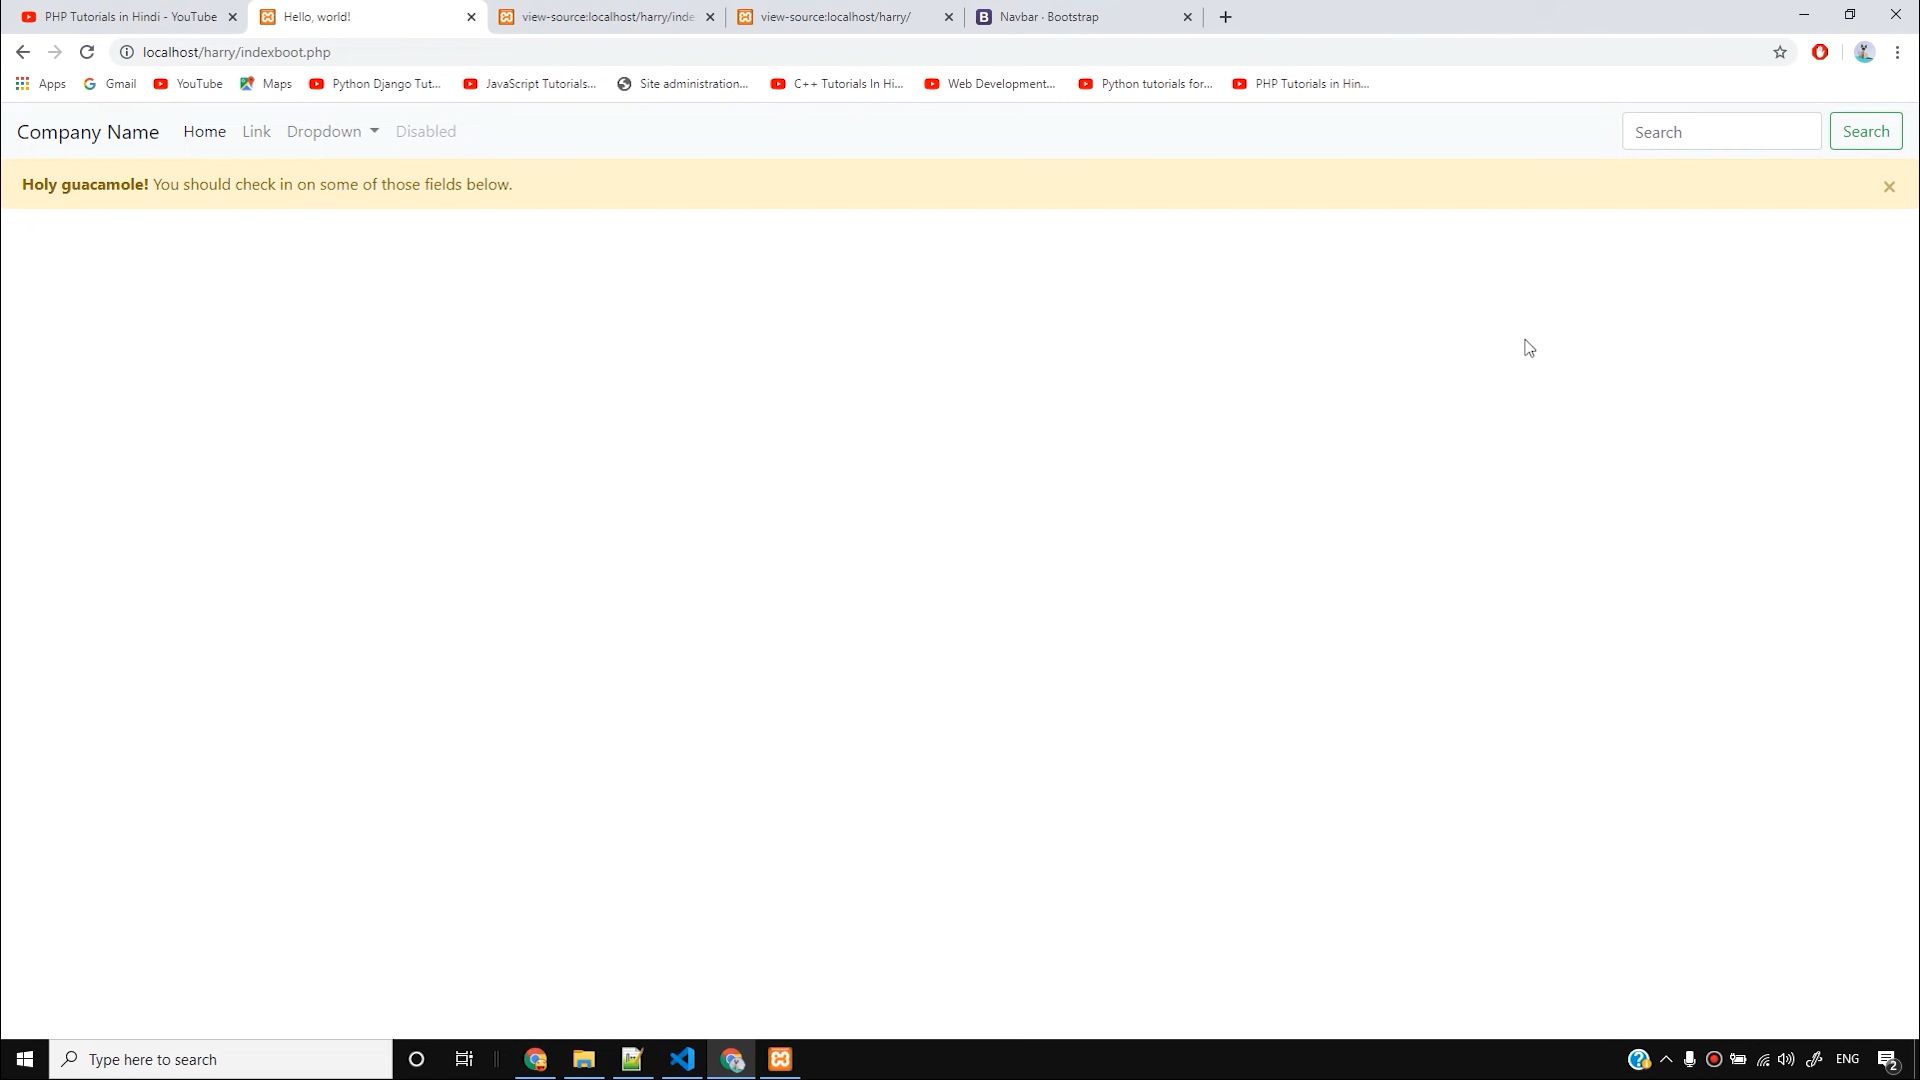 PHP Tutorials in Hindi - YouTube
Hello, world!
view-source:localhost/harry/inde
view-source:localhost/harry/
Navbar · Bootstrap
localhost/harry/indexboot.php
Apps
Gmail
YouTube
Maps
Python Django Tut...
JavaScript Tutorials...
Site administration...
C++ Tutorials In Hi...
Web Development...
Python tutorials for...
PHP Tutorials in Hin...
Company Name
Home
Link
Dropdown
Disabled
Search
Search
Holy guacamole! You should check in on some of those fields below.
Type here to search
ENG
2